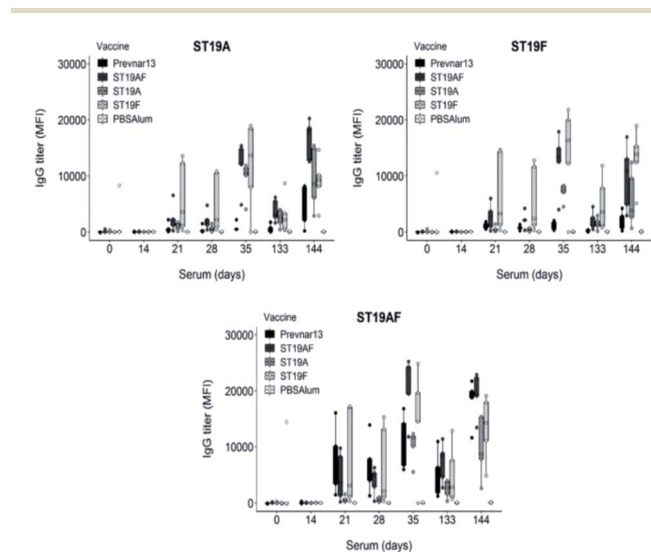 ST19A
Vaccine
Prevnar13
ST19AF
ST19A
ST19F
PBSAlum
IgG titer (MFI)
30000
20000
10000
0
0 14 21 28 35 133 144
Serum (days)
ST19F
Vaccine
Prevnar13
ST19AF
ST19A
ST19F
PBSAlum
IgG titer (MFI)
30000
20000
10000
0
0 14 21 28 35 133 144
Serum (days)
ST19AF
Vaccine
Prevnar13
ST19AF
ST19A
ST19F
PBSAlum
IgG titer (MFI)
30000
20000
10000
0
0 14 21 28 35 133 144
Serum (days)